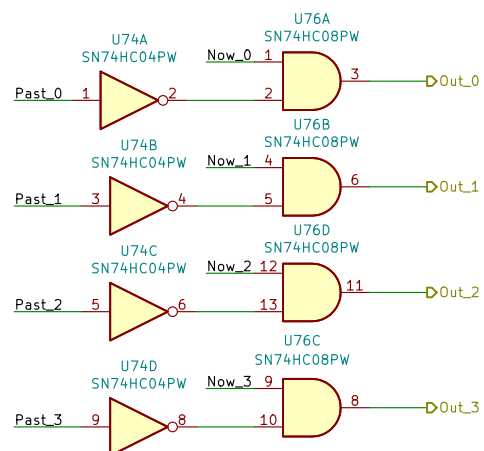 U74A
SN74HC04PW
Past_0
1
2
U76A
SN74HC08PW
Now_0
1
2
3
Out_0
U74B
SN74HC04PW
Past_1
3
4
U76B
SN74HC08PW
Now_1
4
5
6
Out_1
U74C
SN74HC04PW
Past_2
5
6
U76D
SN74HC08PW
Now_2
12
13
11
Out_2
U74D
SN74HC04PW
Past_3
9
8
U76C
SN74HC08PW
Now_3
9
10
8
Out_3